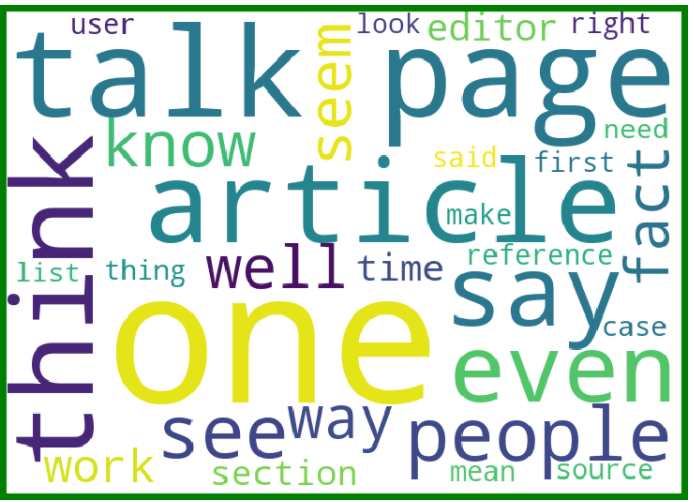 user look editor right
talk page
seem
know
need
said first
think
article
fact
make
reference
list thing well time
say
case
one
even
see way people
work section mean source